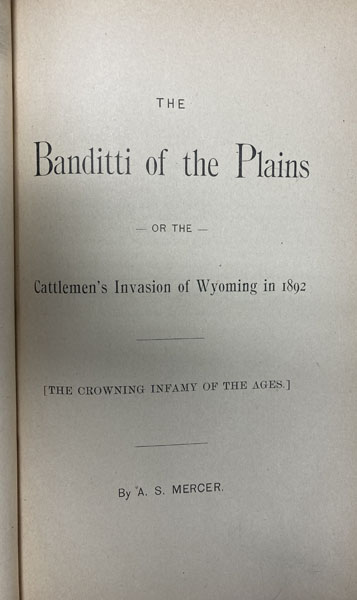 THE
Banditti of the Plains
— OR THE —
Cattlemen's Invasion of Wyoming in 1892
[THE CROWNING INFAMY OF THE AGES.]
By A. S. MERCER.